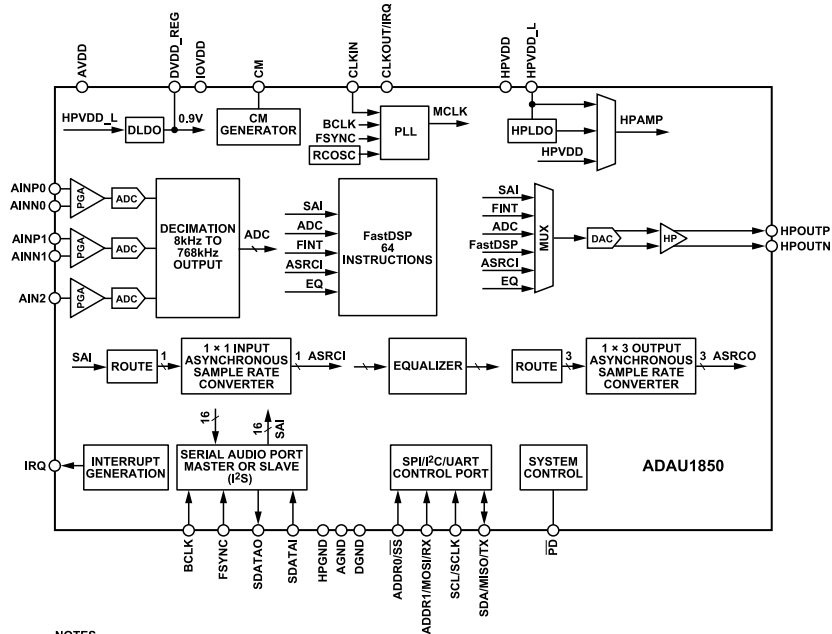 AVDD
DVDD_REG
IOVDD
CM
CLKIN
CLKOUT/IRQ
HPVDD
HPVDD_L
HPVDD_L
DLDO
0.9V
CM
GENERATOR
BCLK
FSYNC
RCOSC
PLL
MCLK
HPLDO
HPVDD
HPAMP
AINP0
AINN0
PGA
ADC
AINP1
AINN1
PGA
ADC
AIN2
PGA
ADC
DECIMATION
8kHz TO
768kHz
OUTPUT
ADC
SAI
ADC
FINT
ASRCI
EQ
FastDSP
64
INSTRUCTIONS
SAI
FINT
ADC
FastDSP
ASRCI
EQ
MUX
DAC
HP
HPOUTP
HPOUTN
SAI
ROUTE
1
1 × 1 INPUT
ASYNCHRONOUS
SAMPLE RATE
CONVERTER
1
ASRCI
EQUALIZER
ROUTE
3
1 × 3 OUTPUT
ASYNCHRONOUS
SAMPLE RATE
CONVERTER
3
ASRCO
16
16
SAI
IRQ
INTERRUPT
GENERATION
SERIAL AUDIO PORT
MASTER OR SLAVE
(I²S)
SPI/I²C/UART
CONTROL PORT
SYSTEM
CONTROL
ADAU1850
BCLK
FSYNC
SDATAO
SDATAI
HPGND
AGND
DGND
ADDR0/SS
ADDR1/MOSI/RX
SCL/SCLK
SDA/MISO/TX
PD
NOTES